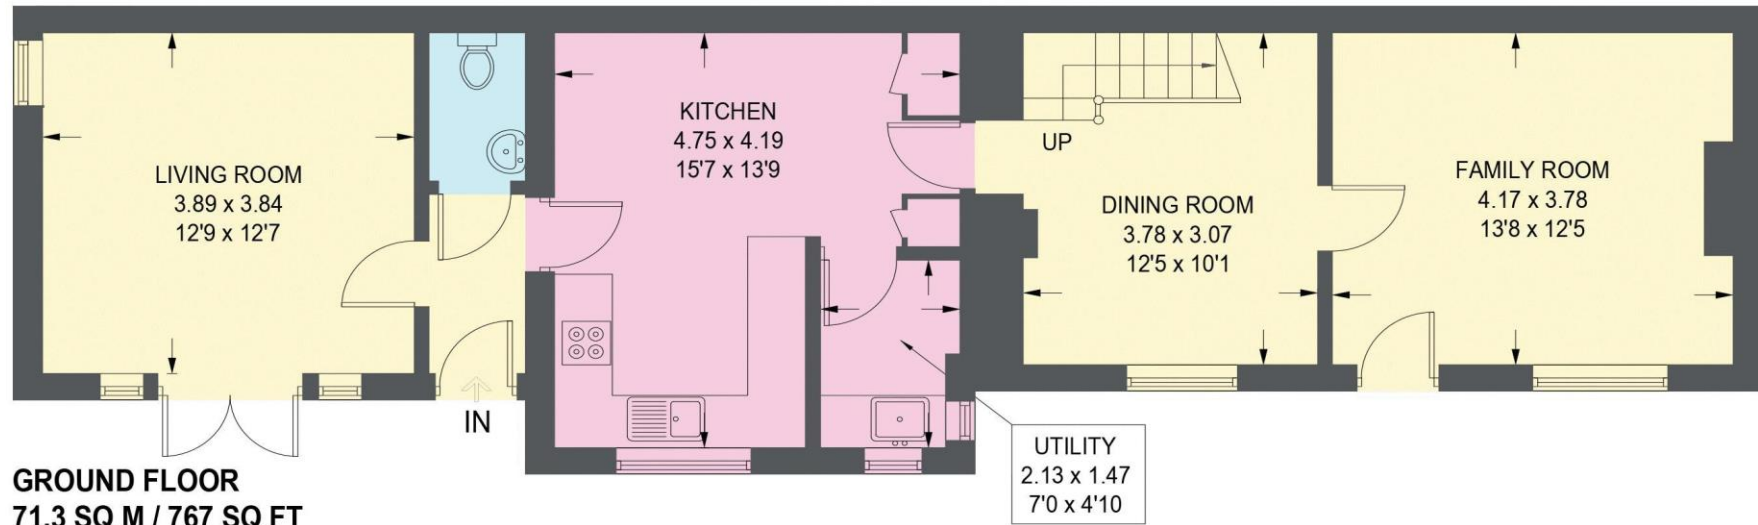 LIVING ROOM
3.89 x 3.84
12'9 x 12'7
KITCHEN
4.75 x 4.19
15'7 x 13'9
UP
DINING ROOM
3.78 x 3.07
12'5 x 10'1
FAMILY ROOM
4.17 x 3.78
13'8 x 12'5
IN
UTILITY
2.13 x 1.47
7'0 x 4'10
GROUND FLOOR
71.3 SQ M / 767 SQ FT